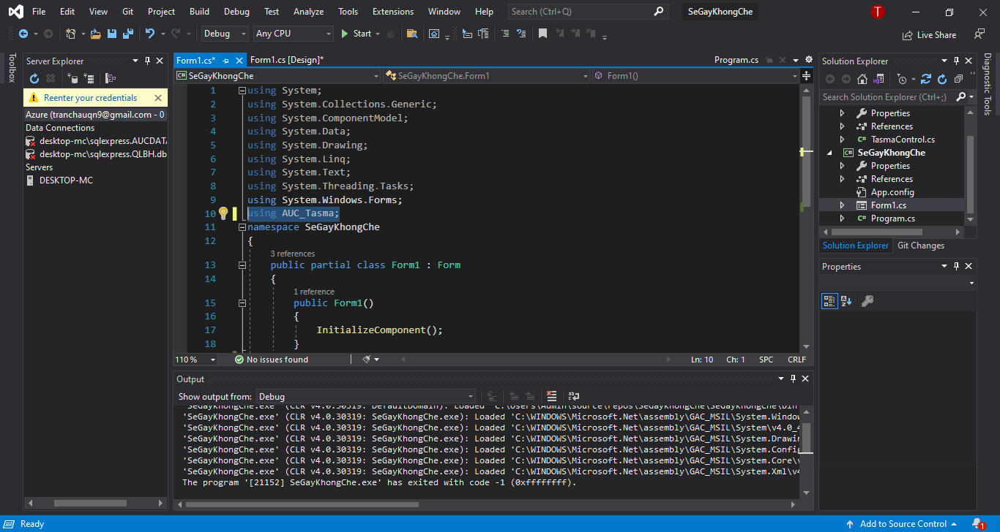 File Edit View Git Project Build Debug Test Analyze Tools Extensions Window Help Search (Ctrl+Q) SeGayKhongChe T
Debug Any CPU Start Live Share
Toolbox
Server Explorer
Reenter your credentials
Azure (tranchauqn9@gmail.com - 0
Data Connections
desktop-mc\sqlexpress.AUCDATA
desktop-mc\sqlexpress.QLBH.db
Servers
DESKTOP-MC
Form1.cs* Form1.cs [Design]* Program.cs
SeGayKhongChe SeGayKhongChe.Form1 Form1()
1 using System;
2 using System.Collections.Generic;
3 using System.ComponentModel;
4 using System.Data;
5 using System.Drawing;
6 using System.Linq;
7 using System.Text;
8 using System.Threading.Tasks;
9 using System.Windows.Forms;
10 using AUC_Tasma;
11 namespace SeGayKhongChe
12 {
3 references
13 public partial class Form1 : Form
14 {
1 reference
15 public Form1()
16 {
17 InitializeComponent();
18 }
110 % No issues found Ln: 10 Ch: 1 SPC CRLF
Output
Show output from: Debug
'SeGayKhongChe.exe' (CLR v4.0.30319: DefaultDomain): Loaded 'C:\Users\Admin\source\repos\SeGayKhongChe\SeGayKhongChe\bin
'SeGayKhongChe.exe' (CLR v4.0.30319: SeGayKhongChe.exe): Loaded 'C:\WINDOWS\Microsoft.Net\assembly\GAC_MSIL\System.Window
'SeGayKhongChe.exe' (CLR v4.0.30319: SeGayKhongChe.exe): Loaded 'C:\WINDOWS\Microsoft.Net\assembly\GAC_MSIL\System\v4.0_4
'SeGayKhongChe.exe' (CLR v4.0.30319: SeGayKhongChe.exe): Loaded 'C:\WINDOWS\Microsoft.Net\assembly\GAC_MSIL\System.Drawin
'SeGayKhongChe.exe' (CLR v4.0.30319: SeGayKhongChe.exe): Loaded 'C:\WINDOWS\Microsoft.Net\assembly\GAC_MSIL\System.Config
'SeGayKhongChe.exe' (CLR v4.0.30319: SeGayKhongChe.exe): Loaded 'C:\WINDOWS\Microsoft.Net\assembly\GAC_MSIL\System.Core\v
'SeGayKhongChe.exe' (CLR v4.0.30319: SeGayKhongChe.exe): Loaded 'C:\WINDOWS\Microsoft.Net\assembly\GAC_MSIL\System.Xml\v4
The program '[21152] SeGayKhongChe.exe' has exited with code -1 (0xffffffff).
Solution Explorer
Search Solution Explorer (Ctrl+;)
Properties
References
C# TasmaControl.cs
C# SeGayKhongChe
Properties
References
App.config
Form1.cs
C# Program.cs
Solution Explorer Git Changes
Properties
Diagnostic Tools
Ready Add to Source Control 1